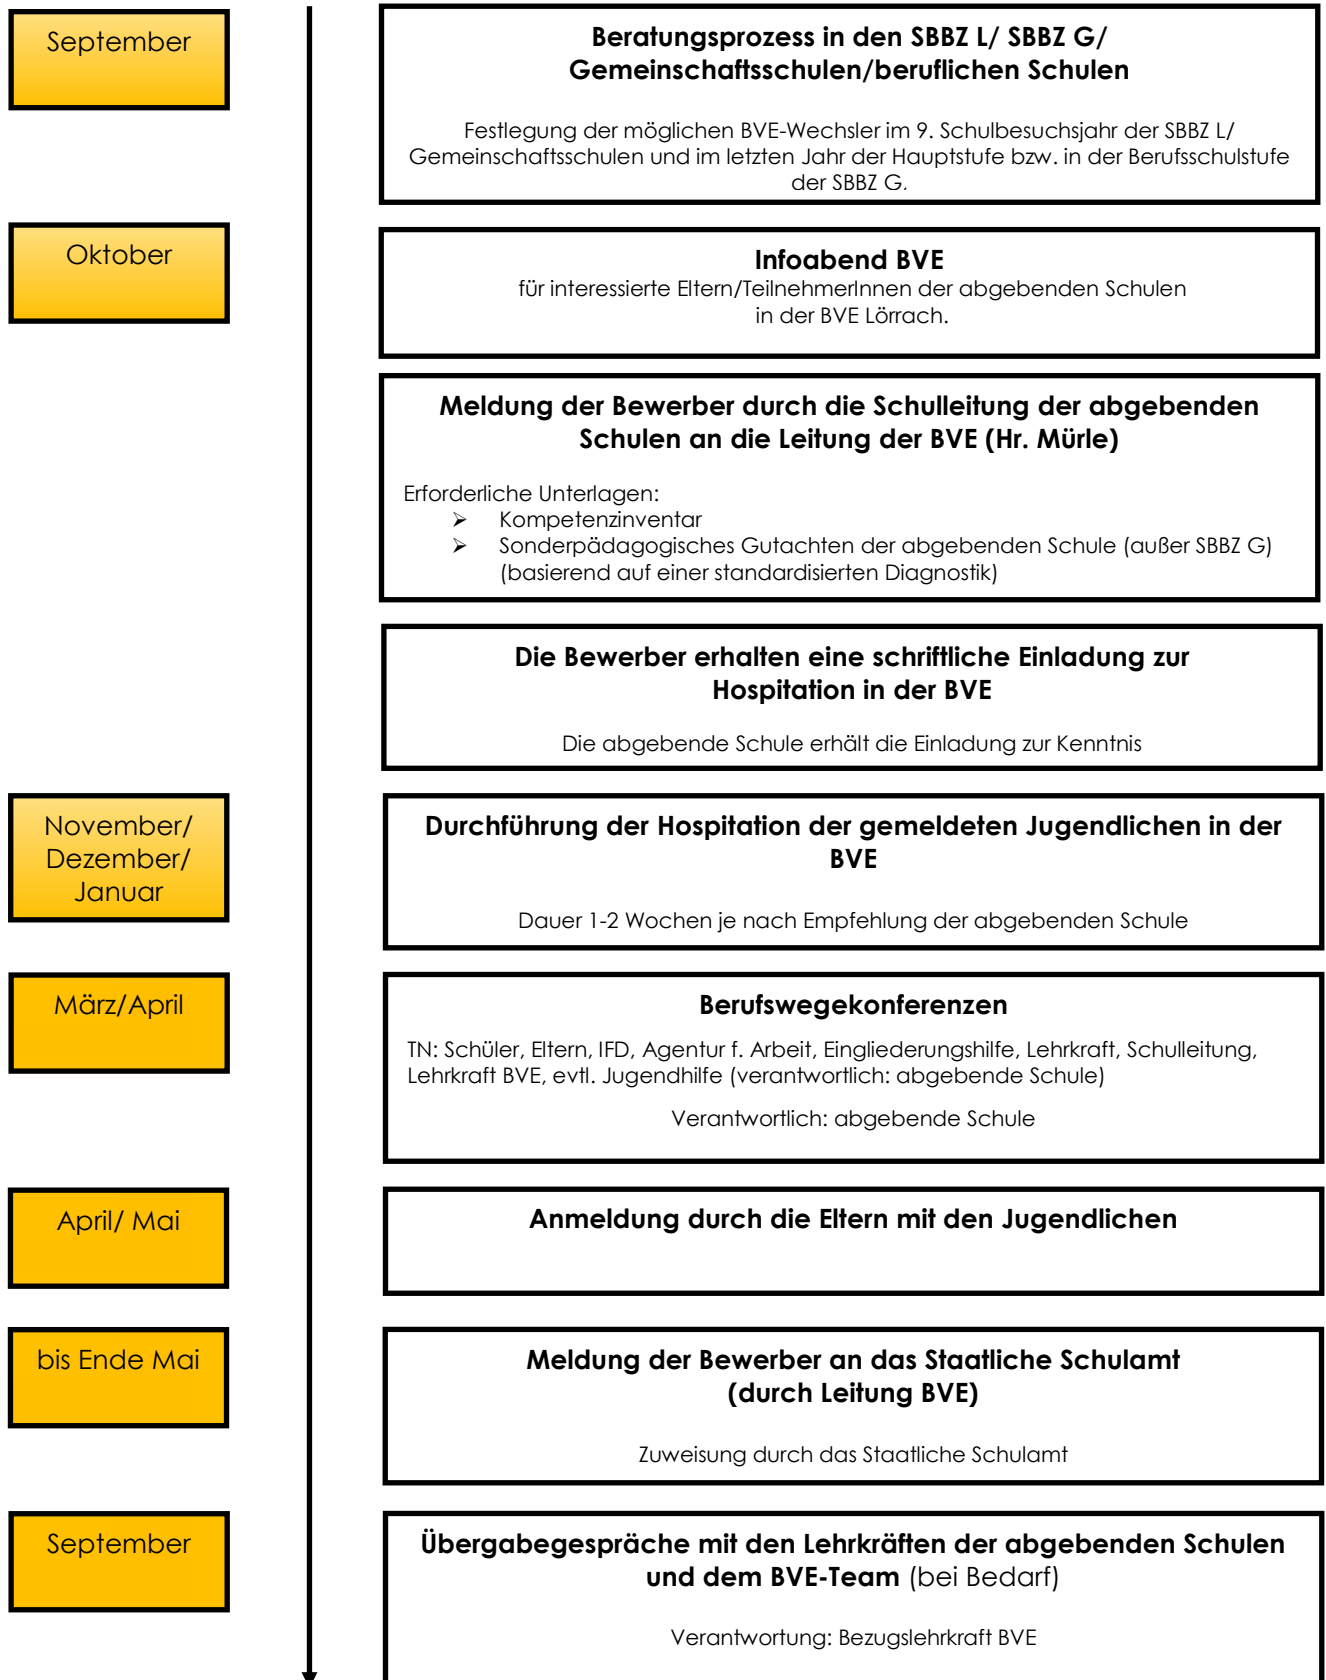 September
Beratungsprozess in den SBBZ L/ SBBZ G/
Gemeinschaftsschulen/beruflichen Schulen
Festlegung der möglichen BVE-Wechsler im 9. Schulbesuchsjahr der SBBZ L/
Gemeinschaftsschulen und im letzten Jahr der Hauptstufe bzw. in der Berufsschulstufe
der SBBZ G.
Oktober
Infoabend BVE
für interessierte Eltern/TeilnehmerInnen der abgebenden Schulen
in der BVE Lörrach.
Meldung der Bewerber durch die Schulleitung der abgebenden
Schulen an die Leitung der BVE (Hr. Mürle)
Erforderliche Unterlagen:
➢ Kompetenzinventar
➢ Sonderpädagogisches Gutachten der abgebenden Schule (außer SBBZ G)
(basierend auf einer standardisierten Diagnostik)
Die Bewerber erhalten eine schriftliche Einladung zur
Hospitation in der BVE
Die abgebende Schule erhält die Einladung zur Kenntnis
November/
Dezember/
Januar
Durchführung der Hospitation der gemeldeten Jugendlichen in der
BVE
Dauer 1-2 Wochen je nach Empfehlung der abgebenden Schule
März/April
Berufswegekonferenzen
TN: Schüler, Eltern, IFD, Agentur f. Arbeit, Eingliederungshilfe, Lehrkraft, Schulleitung,
Lehrkraft BVE, evtl. Jugendhilfe (verantwortlich: abgebende Schule)
Verantwortlich: abgebende Schule
April/ Mai
Anmeldung durch die Eltern mit den Jugendlichen
bis Ende Mai
Meldung der Bewerber an das Staatliche Schulamt
(durch Leitung BVE)
Zuweisung durch das Staatliche Schulamt
September
Übergabegespräche mit den Lehrkräften der abgebenden Schulen
und dem BVE-Team (bei Bedarf)
Verantwortung: Bezugslehrkraft BVE